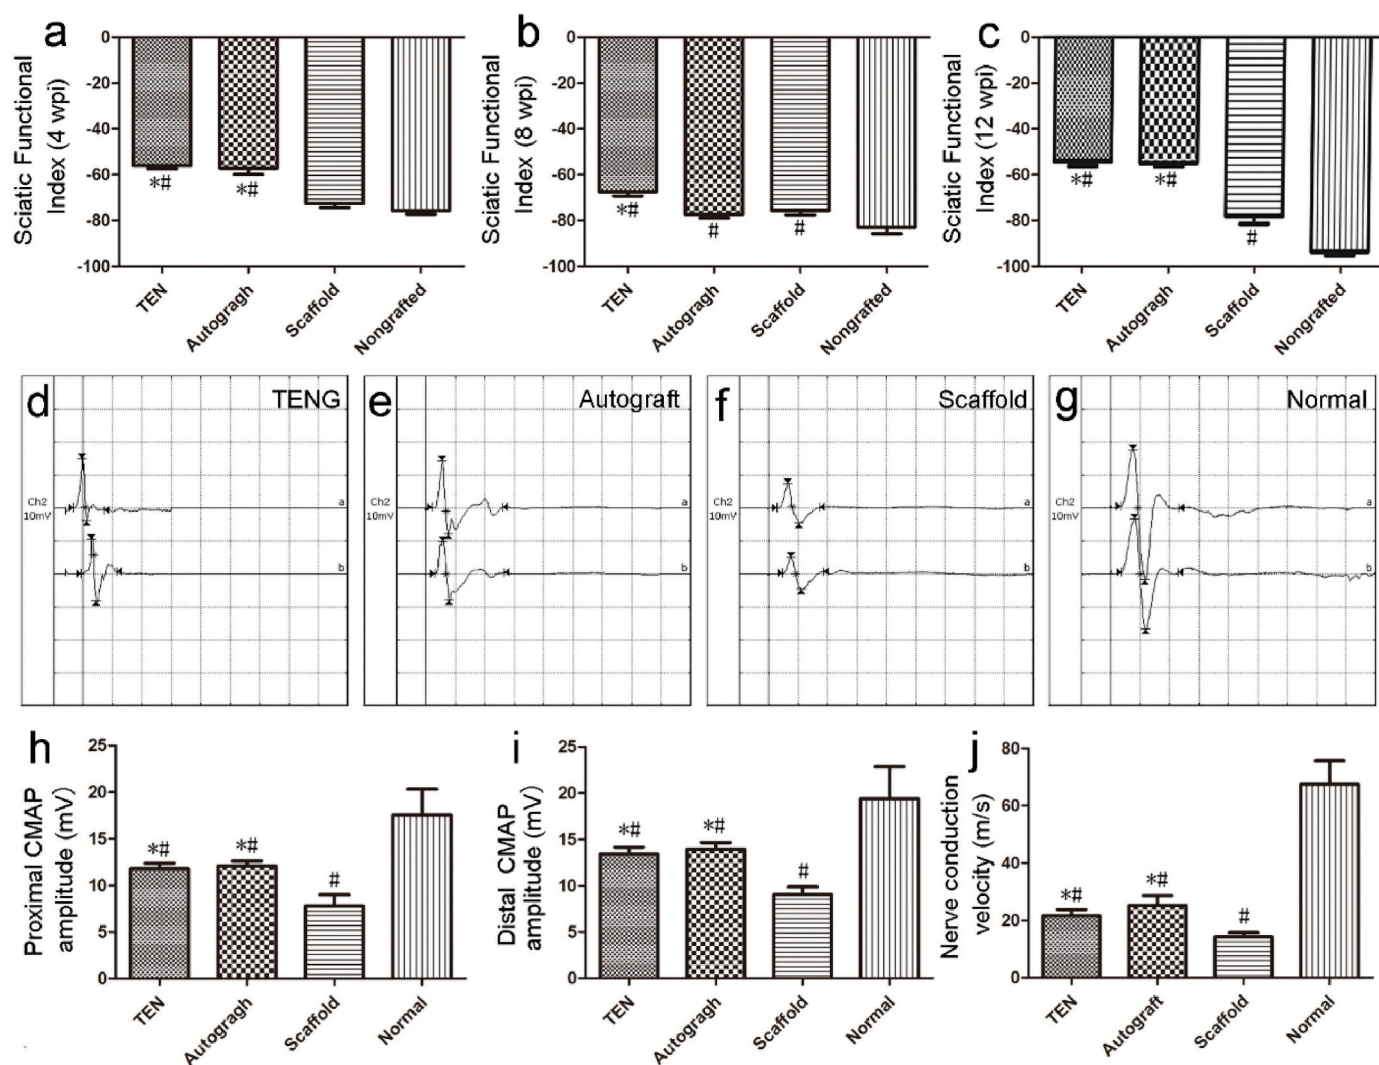 a
Sciatic Functional
Index (4 wpi)
0
-20
-40
-60
-80
-100
*#
*#
TEN
Autogragh
Scaffold
Nongrafted
b
Sciatic Functional
Index (8 wpi)
0
-20
-40
-60
-80
-100
*#
#
#
TEN
Autogragh
Scaffold
Nongrafted
c
Sciatic Functional
Index (12 wpi)
0
-20
-40
-60
-80
-100
*#
*#
#
TEN
Autogragh
Scaffold
Nongrafted
d
TENG
Ch2
10mV
a
b
e
Autograft
Ch2
10mV
a
b
f
Scaffold
Ch2
10mV
a
b
g
Normal
Ch2
10mV
a
b
h
Proximal CMAP
amplitude (mV)
25
20
15
10
5
0
*#
*#
#
TEN
Autogragh
Scaffold
Normal
i
Distal CMAP
amplitude (mV)
25
20
15
10
5
0
*#
*#
#
TEN
Autogragh
Scaffold
Normal
j
Nerve conduction
velocity (m/s)
80
60
40
20
0
*#
*#
#
TEN
Autograft
Scaffold
Normal